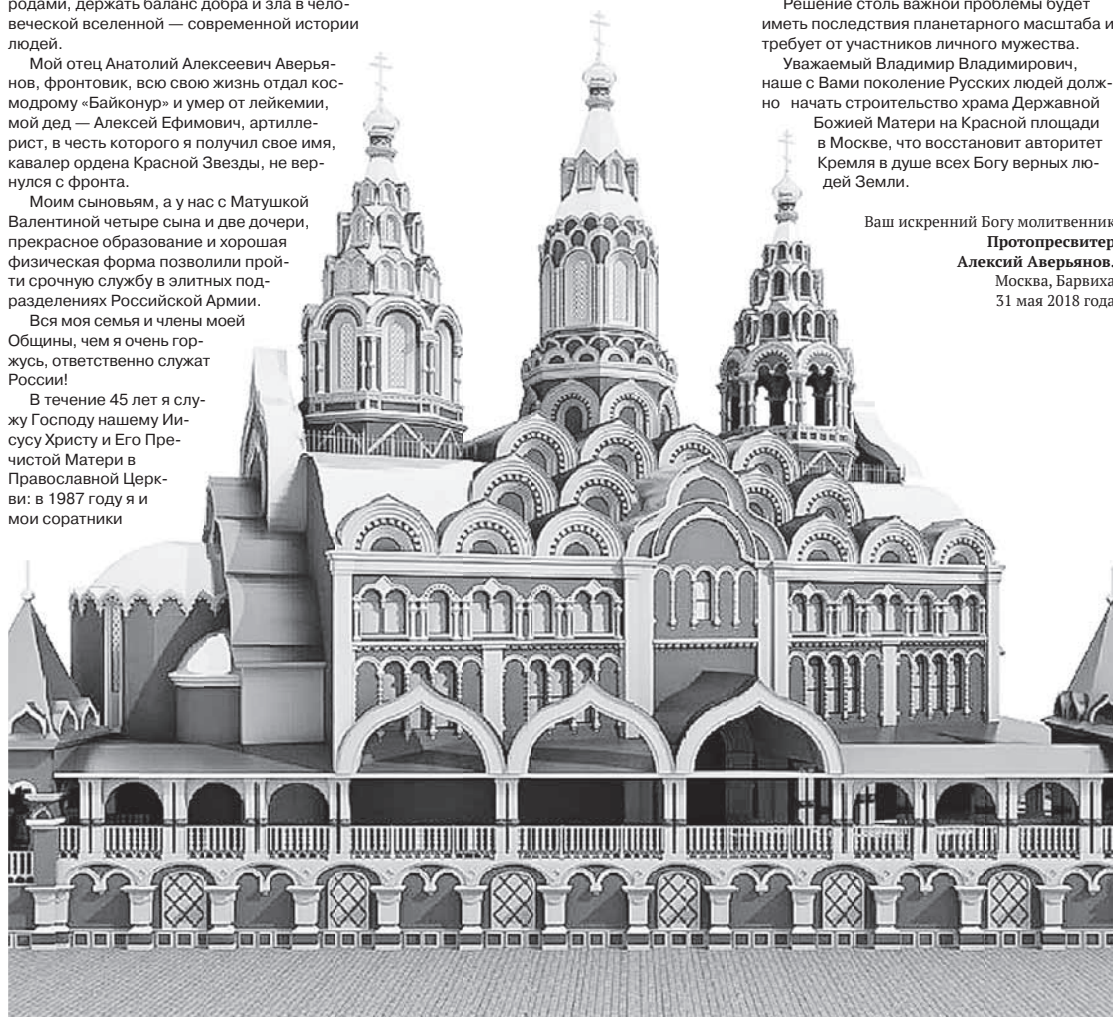 родами, держать баланс добра и зла в чело-
веческой вселенной — современной истории
людей.
Мой отец Анатолий Алексеевич Аверья-
нов, фронтовик, всю свою жизнь отдал кос-
модрому «Байконур» и умер от лейкемии,
мой дед — Алексей Ефимович, артилле-
рист, в честь которого я получил свое имя,
кавалер ордена Красной Звезды, не вер-
нулся с фронта.
Моим сыновьям, а у нас с Матушкой
Валентиной четыре сына и две дочери,
прекрасное образование и хорошая
физическая форма позволили прой-
ти срочную службу в элитных под-
разделениях Российской Армии.
Вся моя семья и члены моей
Общины, чем я очень гор-
жусь, ответственно служат
России!
В течение 45 лет я слу-
жу Господу нашему Ии-
сусу Христу и Его Пре-
чистой Матери в
Православной Церк-
ви: в 1987 году я и
мои соратники
Решение столь важной проблемы будет
иметь последствия планетарного масштаба и
требует от участников личного мужества.
Уважаемый Владимир Владимирович,
наше с Вами поколение Русских людей долж-
но начать строительство храма Державной
Божией Матери на Красной площади
в Москве, что восстановит авторитет
Кремля в душе всех Богу верных лю-
дей Земли.
Ваш искренний Богу молитвенник
Протопресвитер
Алексий Аверьянов.
Москва, Барвиха
31 мая 2018 года